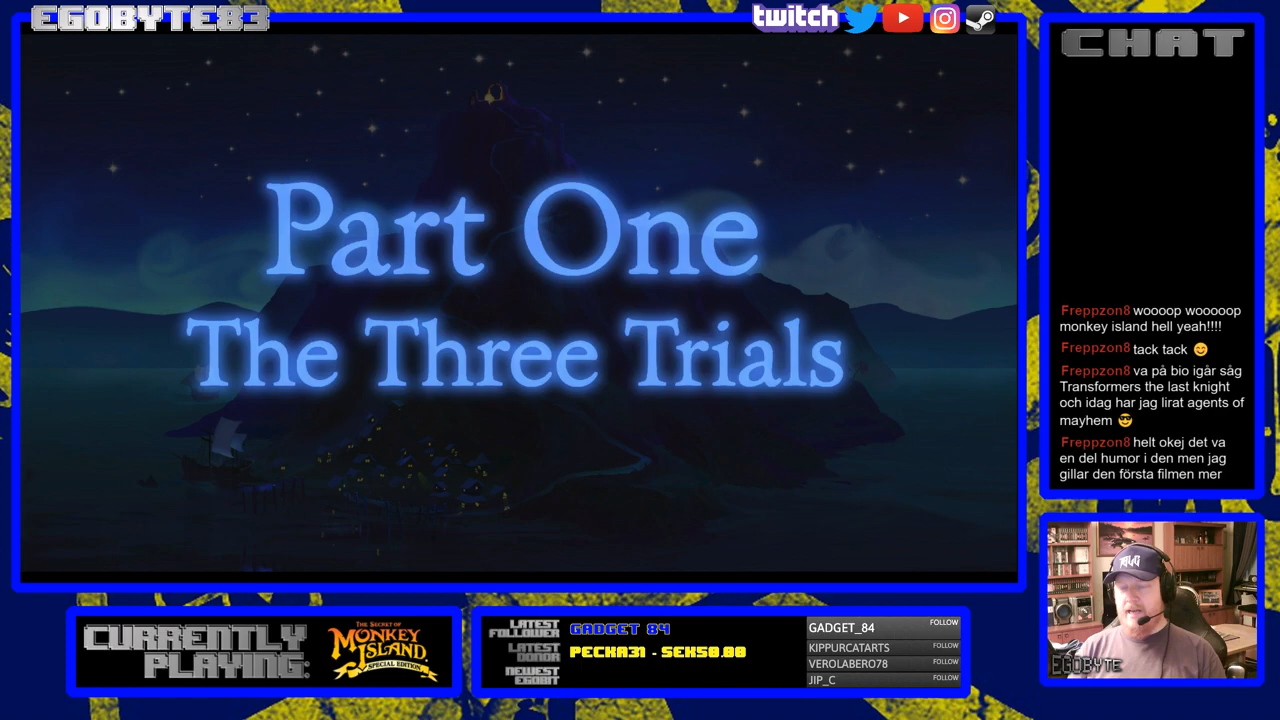 EGOBYTE83
twitch
CHAT
Part One
The Three Trials
Freppzon8 woooop wooooop
monkey island hell yeah!!!!
Freppzon8 tack tack 😊
Freppzon8 va på bio igår såg
Transformers the last knight
och idag har jag lirat agents of
mayhem 😎
Freppzon8 helt okej det va
en del humor i den men jag
gillar den första filmen mer
EGOBYTE
CURRENTLY
PLAYING:
THE SECRET OF
MONKEY
ISLAND
SPECIAL EDITION
LATEST
FOLLOWER
GADGET 84
LATEST
DONOR
PECKA31 - SEK50.00
NEWEST
EGOBIT
GADGET_84 FOLLOW
KIPPURCATARTS FOLLOW
VEROLABERO78 FOLLOW
JIP_C FOLLOW